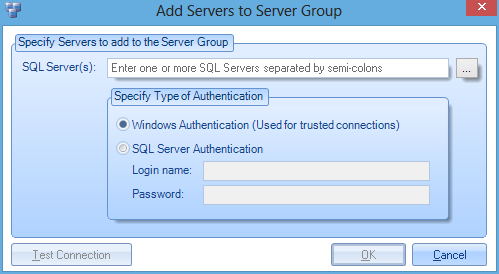 Add Servers to Server Group
Specify Servers to add to the Server Group
SQL Server(s): Enter one or more SQL Servers separated by semi-colons ...
Specify Type of Authentication
Windows Authentication (Used for trusted connections)
SQL Server Authentication
Login name:
Password:
Test Connection OK Cancel